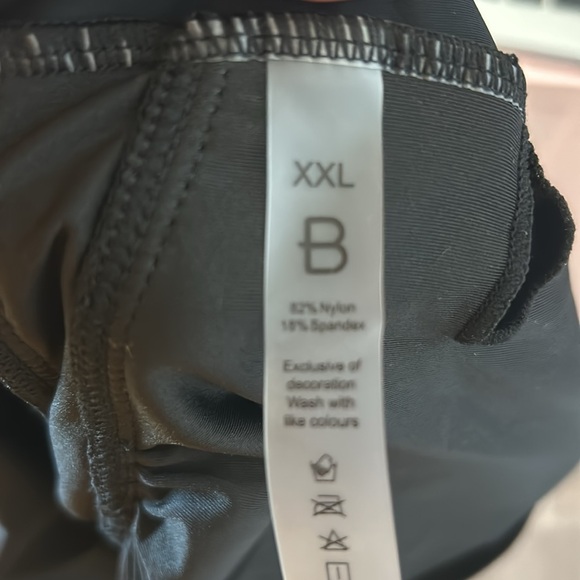 XXL
B
82% Nylon
18% Spandex
Exclusive of
decoration
Wash with
like colours